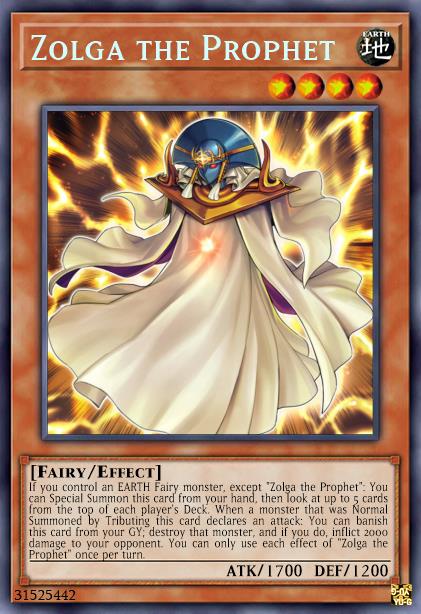 Zolga the Prophet
EARTH
地
[Fairy/Effect]
If you control an EARTH Fairy monster, except "Zolga the Prophet": You
can Special Summon this card from your hand, then look at up to 5 cards
from the top of each player's Deck. When a monster that was Normal
Summoned by Tributing this card declares an attack: You can banish
this card from your GY; destroy that monster, and if you do, inflict 2000
damage to your opponent. You can only use each effect of "Zolga the
Prophet" once per turn.
ATK/1700 DEF/1200
31525442